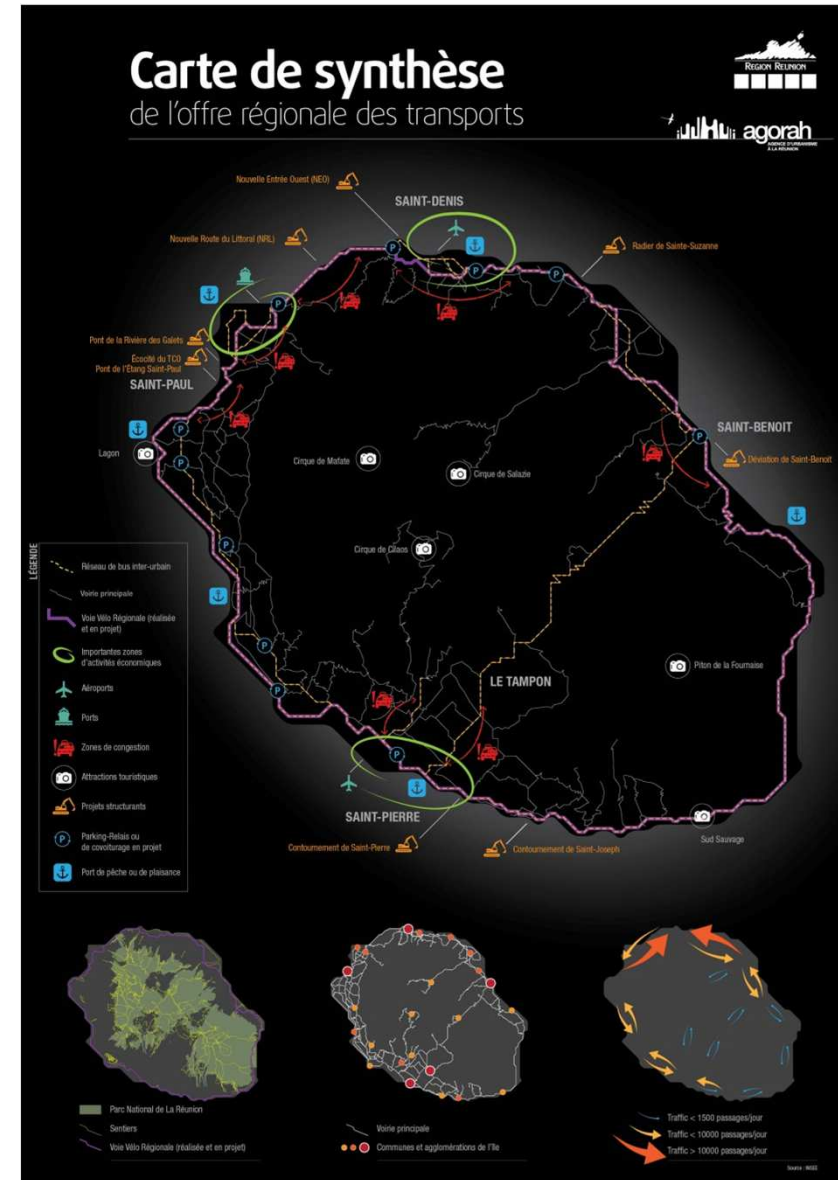 Carte de synthèse
de l'offre régionale des transports
REGION REUNION
agorah
AGENCE D'URBANISME
À LA RÉUNION
Nouvelle Entrée Ouest (NEO)
SAINT-DENIS
Nouvelle Route du Littoral (NRL)
Radier de Sainte-Suzanne
P
P
P
P
Pont de la Rivière des Galets
Écocité du TCO
Pont de l'Étang Saint-Paul
SAINT-PAUL
P
SAINT-BENOIT
P
Lagon
Déviation de Saint-Benoit
P
Cirque de Mafate
Cirque de Salazie
Cirque de Cilaos
P
LÉGENDE
Réseau de bus inter-urbain
Voirie principale
Voie Vélo Régionale (réalisée
et en projet)
Importantes zones
d'activités économiques
Aéroports
Ports
Zones de congestion
Attractions touristiques
Projets structurants
P
Parking-Relais ou
de covoiturage en projet
Port de pêche ou de plaisance
P
P
LE TAMPON
Piton de la Fournaise
P
SAINT-PIERRE
Sud Sauvage
Contournement de Saint-Pierre
Contournement de Saint-Joseph
Parc National de La Réunion
Sentiers
Voie Vélo Régionale (réalisée et en projet)
Voirie principale
Communes et agglomérations de l'île
Traffic < 1500 passages/jour
Traffic < 10000 passages/jour
Traffic > 10000 passages/jour